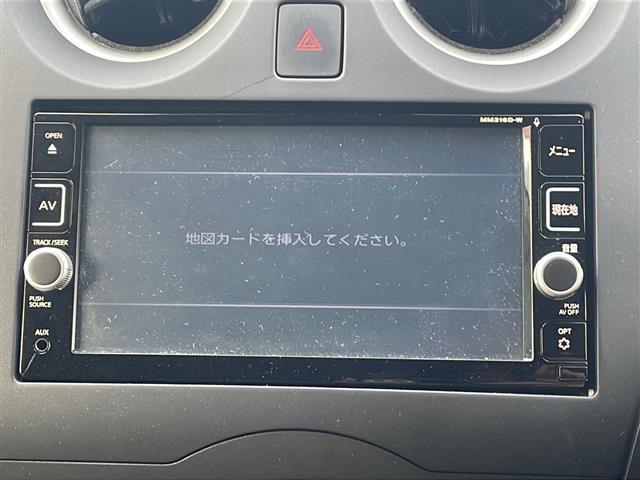 MM316D-W
OPEN
AV
TRACK/SEEK
PUSH
SOURCE
AUX
地図カードを挿入してください。
メニュー
現在地
音量
PUSH
AV OFF
OPT